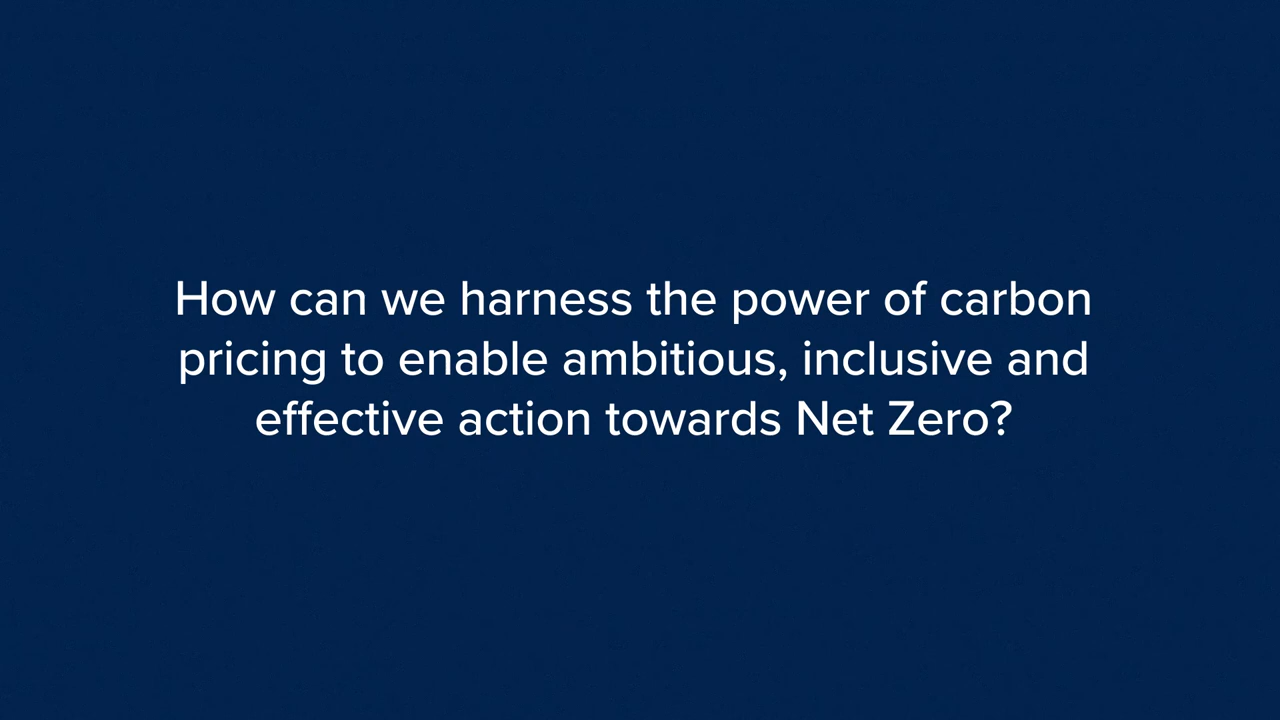 How can we harness the power of carbon
pricing to enable ambitious, inclusive and
effective action towards Net Zero?